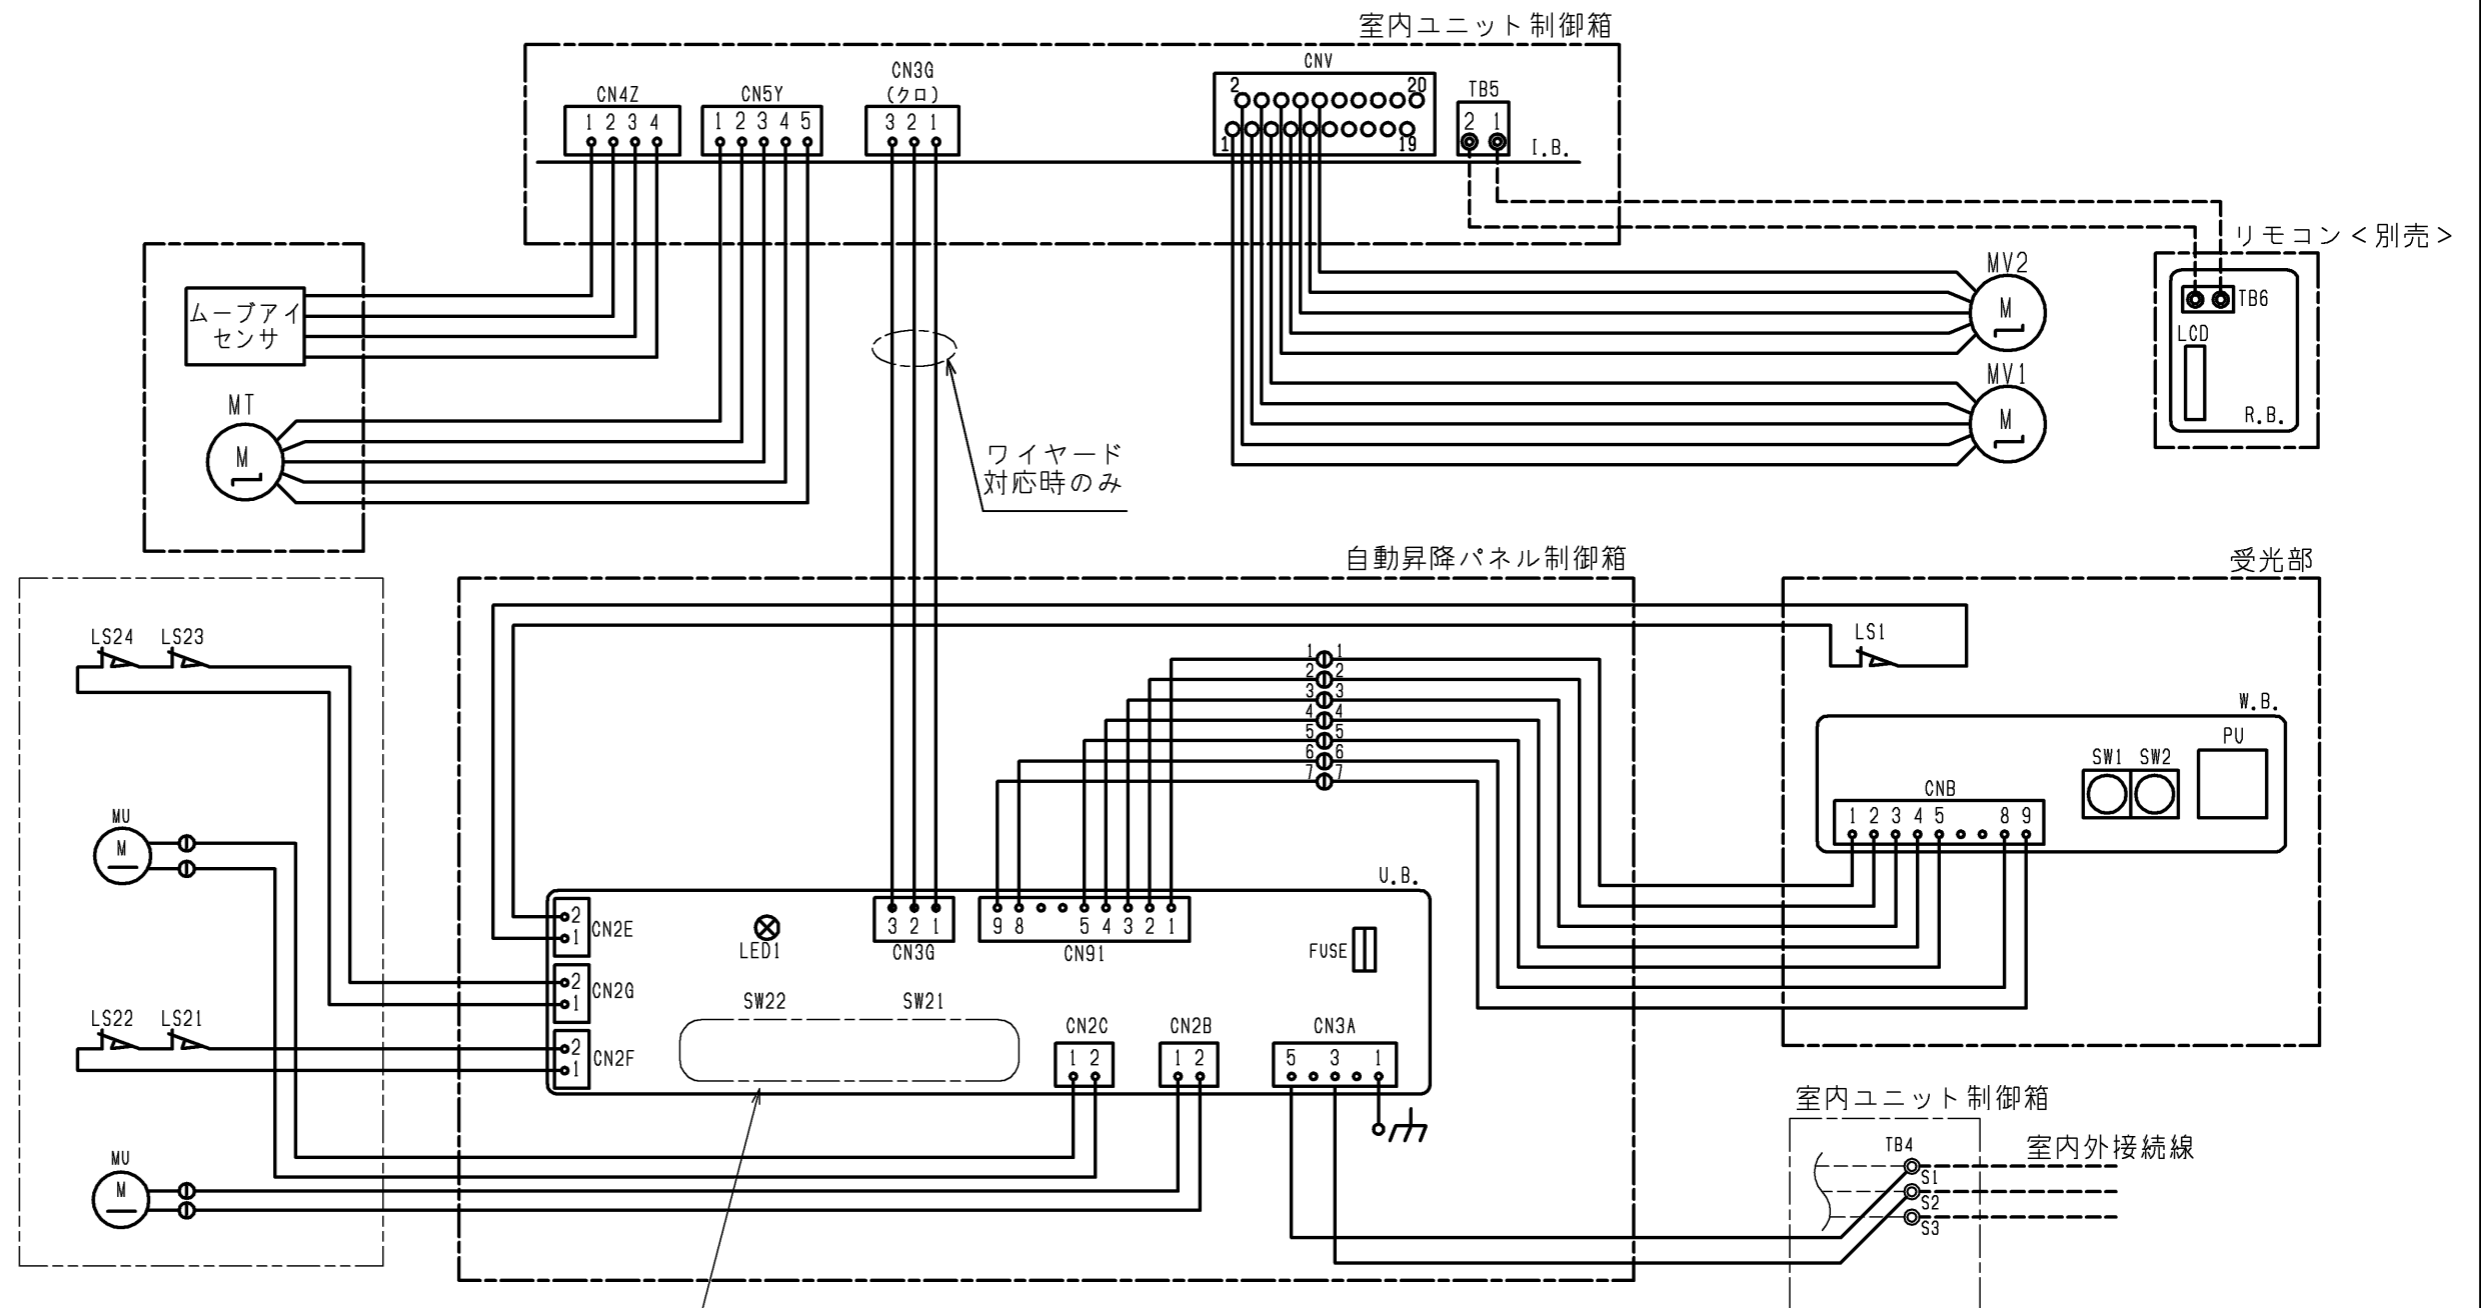 室内ユニット制御箱
CN4Z
1 2 3 4
CN5Y
1 2 3 4 5
CN3G
(クロ)
3 2 1
CNV
2 20
1 19
TB5
2 1
I.B.
リモコン<別売>
TB6
LCD
R.B.
ムーブアイ
センサ
MT
M
MV2
M
MV1
M
ワイヤード
対応時のみ
自動昇降パネル制御箱
受光部
LS24 LS23
LS1
1 1
2 2
3 3
4 4
5 5
6 6
7 7
W.B.
PU
SW1 SW2
CNB
1 2 3 4 5 8 9
MU
M
U.B.
2
1
CN2E
LED1
3 2 1
CN3G
9 8 5 4 3 2 1
CN91
FUSE
2
1
CN2G
SW22 SW21
LS22 LS21
2
1
CN2F
CN2C
1 2
CN2B
1 2
CN3A
5 3 1
MU
M
室内ユニット制御箱
TB4
室内外接続線
S1
S2
S3